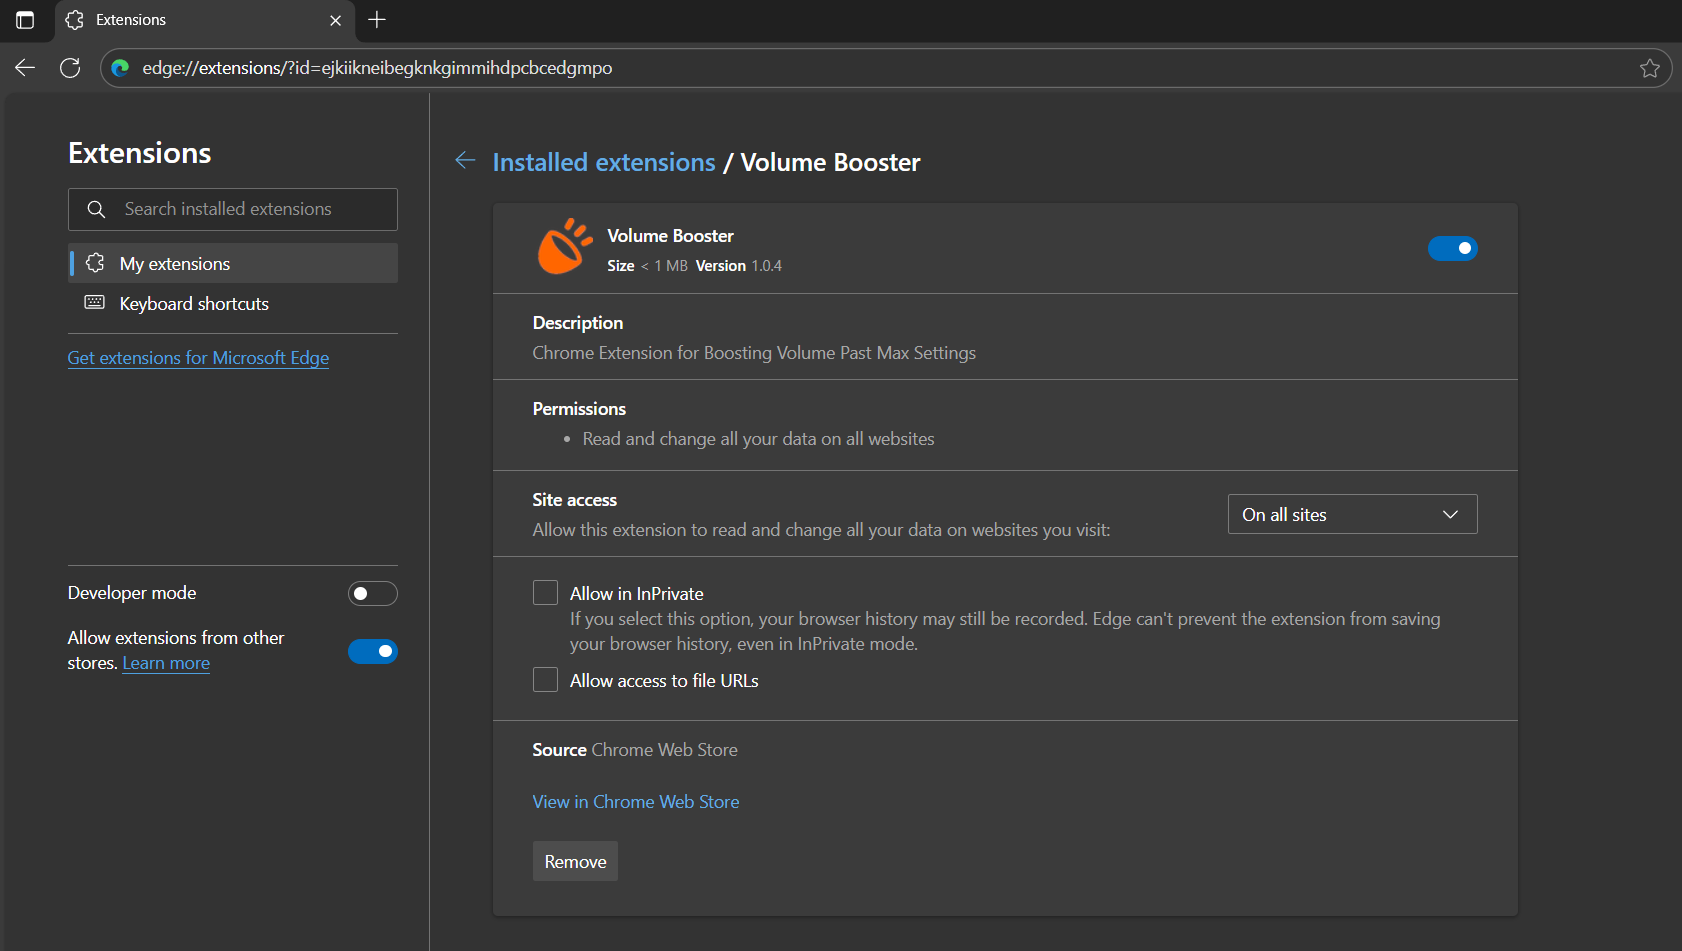 Extensions
edge://extensions/?id=ejkiikneibegknkgimmihdpcbcedgmpo
Extensions
Search installed extensions
My extensions
Keyboard shortcuts
Get extensions for Microsoft Edge
Developer mode
Allow extensions from other
stores. Learn more
Installed extensions / Volume Booster
Volume Booster
Size < 1 MB Version 1.0.4
Description
Chrome Extension for Boosting Volume Past Max Settings
Permissions
• Read and change all your data on all websites
Site access
Allow this extension to read and change all your data on websites you visit:
On all sites
Allow in InPrivate
If you select this option, your browser history may still be recorded. Edge can't prevent the extension from saving
your browser history, even in InPrivate mode.
Allow access to file URLs
Source Chrome Web Store
View in Chrome Web Store
Remove